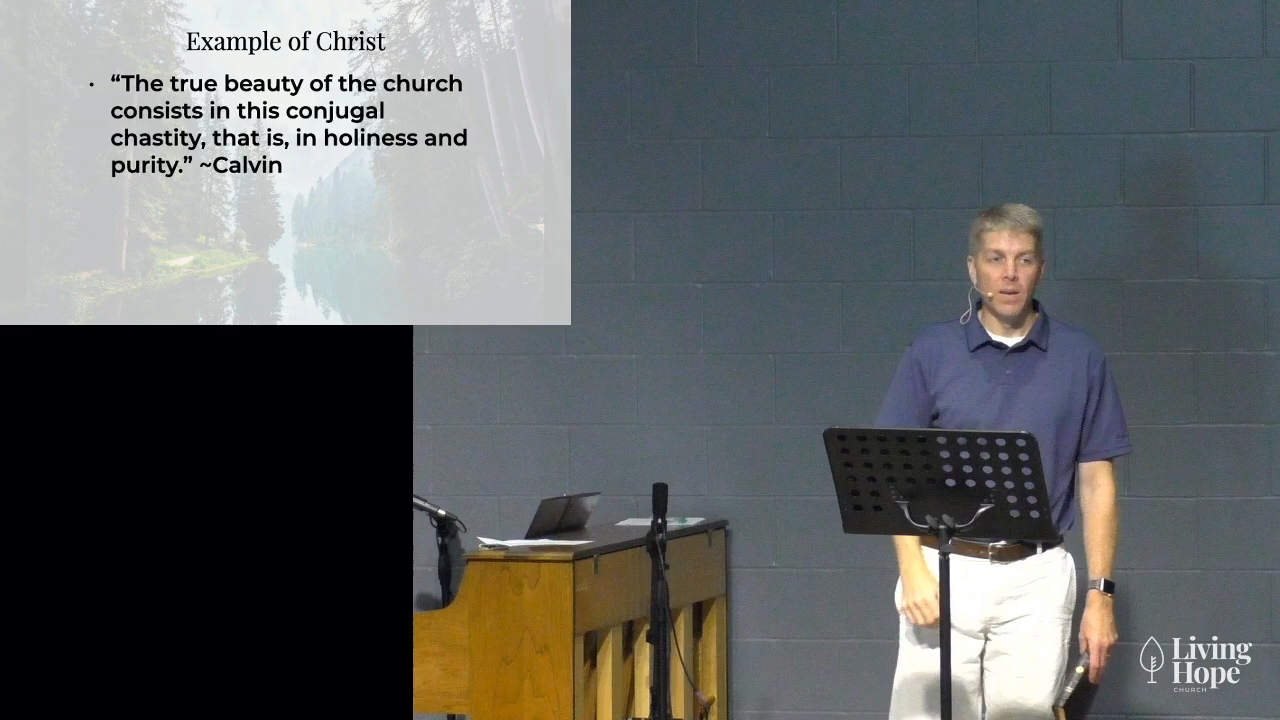 Example of Christ
• “The true beauty of the church
consists in this conjugal
chastity, that is, in holiness and
purity.” ~Calvin
Living
Hope
CHURCH